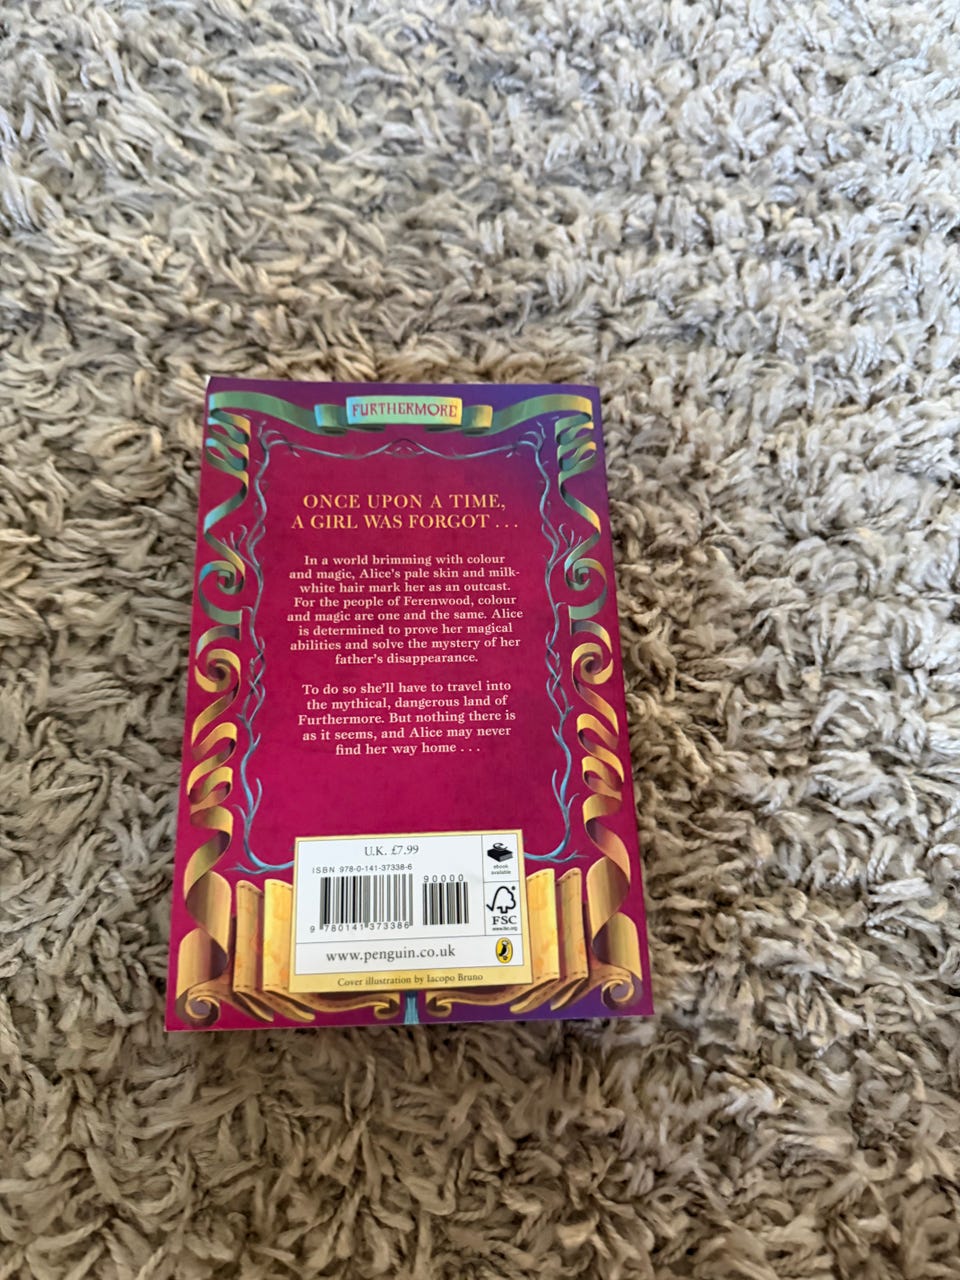 FURTHERMORE
ONCE UPON A TIME,
A GIRL WAS FORGOT . . .
In a world brimming with colour
and magic, Alice's pale skin and milk-
white hair mark her as an outcast.
For the people of Ferenwood, colour
and magic are one and the same. Alice
is determined to prove her magical
abilities and solve the mystery of her
father's disappearance.
To do so she'll have to travel into
the mythical, dangerous land of
Furthermore. But nothing there is
as it seems, and Alice may never
find her way home . . .
U.K. £7.99
ISBN 978-0-141-37338-6
90000
9 780141 373386
ebook
available
FSC
www.fsc.org
www.penguin.co.uk
Cover illustration by Iacopo Bruno